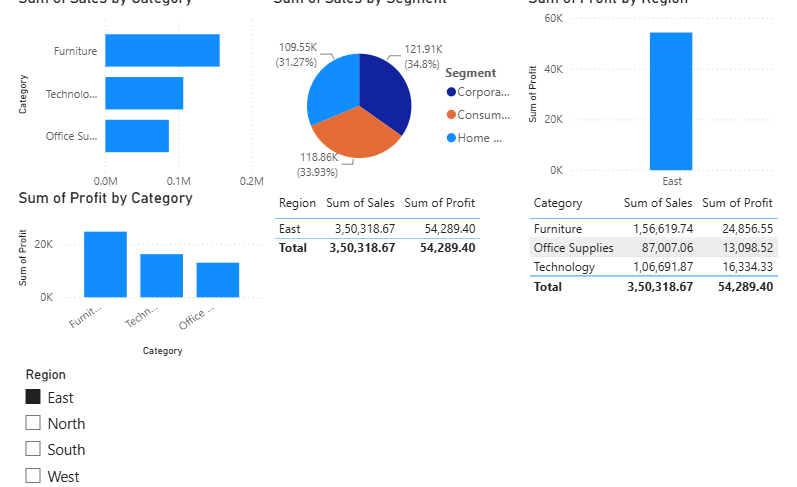 Sum of Sales by Category
Category
Furniture
Technolo...
Office Su...
0.0M 0.1M 0.2M
Sum of Sales by Segment
109.55K
(31.27%)
121.91K
(34.8%)
118.86K
(33.93%)
Segment
Corpora...
Consum...
Home ...
Sum of Profit by Region
Sum of Profit
60K
40K
20K
0K
East
Sum of Profit by Category
Sum of Profit
20K
0K
Furnit...
Techn...
Office ...
Category
Region Sum of Sales Sum of Profit
East 3,50,318.67 54,289.40
Total 3,50,318.67 54,289.40
Category Sum of Sales Sum of Profit
Furniture 1,56,619.74 24,856.55
Office Supplies 87,007.06 13,098.52
Technology 1,06,691.87 16,334.33
Total 3,50,318.67 54,289.40
Region
East
North
South
West